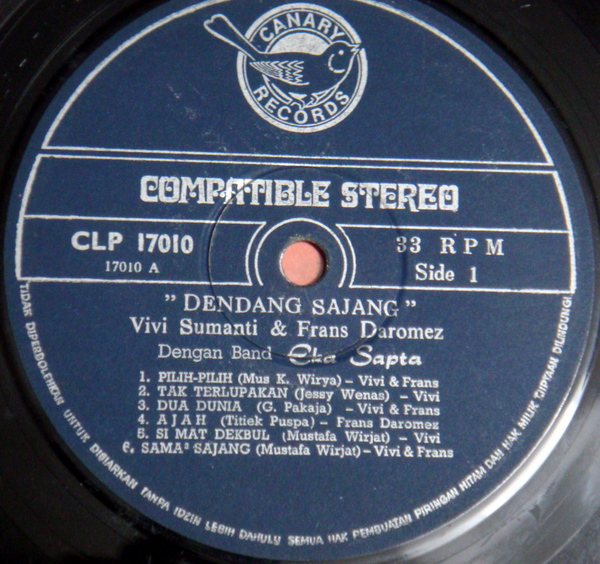 CANARY
RECORDS
COMPATIBLE STEREO
CLP 17010
17010 A
33 RPM
Side 1
" DENDANG SAJANG "
Vivi Sumanti & Frans Daromez
Dengan Band Eka Sapta
1. PILIH-PILIH (Mus K. Wirya) – Vivi & Frans
2. TAK TERLUPAKAN (Jessy Wenas) – Vivi
3. DUA DUNIA (G. Pakaja) – Vivi & Frans
4. AJAH (Titiek Puspa) – Frans Daromez
5. SI MAT DEKBUL (Mustafa Wirjat) – Vivi
6. SAMA² SAJANG (Mustafa Wirjat) – Vivi & Frans
TIDAK DIPERBOLEHKAN UNTUK DISIARKAN TANPA IDZIN LEBIH DAHULU SEMUA HAK PEMBUATAN PIRINGAN HITAM DAN HAK MILIK CIPTAAN DILINDUNGI